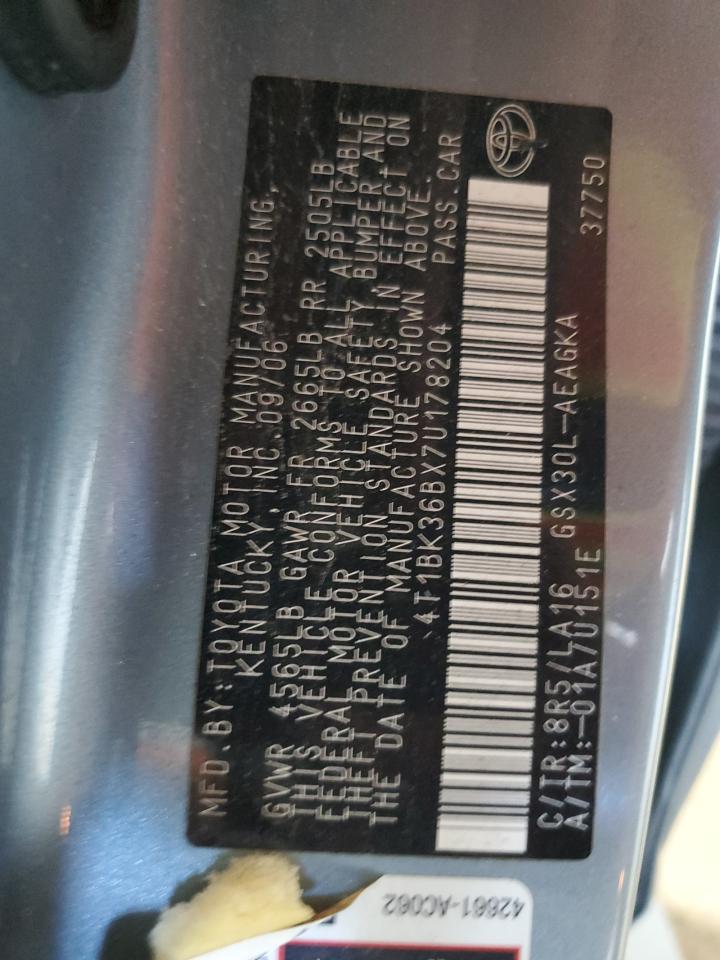 MFD.BY:TOYOTA MOTOR MANUFACTURING,
KENTUCKY,INC. 09/06
GVWR 4565LB GAWR FR 2665LB RR 2505LB
THIS VEHICLE CONFORMS TO ALL APPLICABLE
FEDERAL MOTOR VEHICLE SAFETY, BUMPER,AND
THEFT PREVENTION STANDARDS IN EFFECT ON
THE DATE OF MANUFACTURE SHOWN ABOVE.
4T1BK36BX7U178204 PASS.CAR
C/TR:8R5/LA16 GSX30L-AEAGKA 37750
A/TM:-01A/U151E
42661-AC062